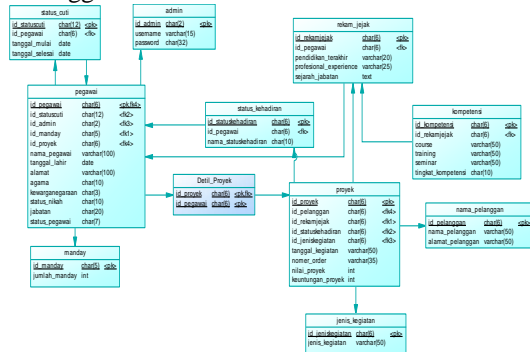 status_cuti
id_statuscuti char(12) <pk>
id_pegawai char(6) <fk>
tanggal_mulai date
tanggal_selesai date
admin
id_admin char(2) <pk>
username varchar(15)
password char(32)
rekam_jejak
id_rekamjejak char(6) <pk>
id_pegawai char(6) <fk>
pendidikan_terakhir varchar(20)
profesional_experience varchar(25)
sejarah_jabatan text
pegawai
id_pegawai char(6) <pk,fk4>
id_statuscuti char(12) <fk2>
id_admin char(2) <fk3>
id_manday char(5) <fk1>
id_proyek char(6) <fk4>
nama_pegawai varchar(100)
tanggal_lahir date
alamat varchar(100)
agama char(10)
kewarganegaraan char(3)
status_nikah char(10)
jabatan char(20)
status_pegawai char(7)
status_kehadiran
id_statuskehadiran char(6) <pk>
id_pegawai char(6) <fk>
nama_statuskehadiran char(10)
kompetensi
id_kompetensi char(6) <pk>
id_rekamjejak char(6) <fk>
course varchar(50)
training varchar(50)
seminar varchar(50)
tingkat_kompetensi char(10)
Detil_Proyek
id_proyek char(6) <pk,fk>
id_pegawai char(6) <pk>
proyek
id_proyek char(6) <pk>
id_pelanggan char(6) <fk4>
id_rekamjejak char(6) <fk1>
id_statuskehadiran char(6) <fk2>
id_jeniskegiatan char(6) <fk3>
tanggal_kegiatan varchar(50)
nomer_order varchar(35)
nilai_proyek int
keuntungan_proyek int
nama_pelanggan
id_pelanggan char(6) <pk>
nama_pelanggan varchar(50)
alamat_pelanggan varchar(50)
manday
id_manday char(5) <pk>
jumlah_manday int
jenis_kegiatan
id_jeniskegiatan char(6) <pk>
jenis_kegiatan varchar(50)